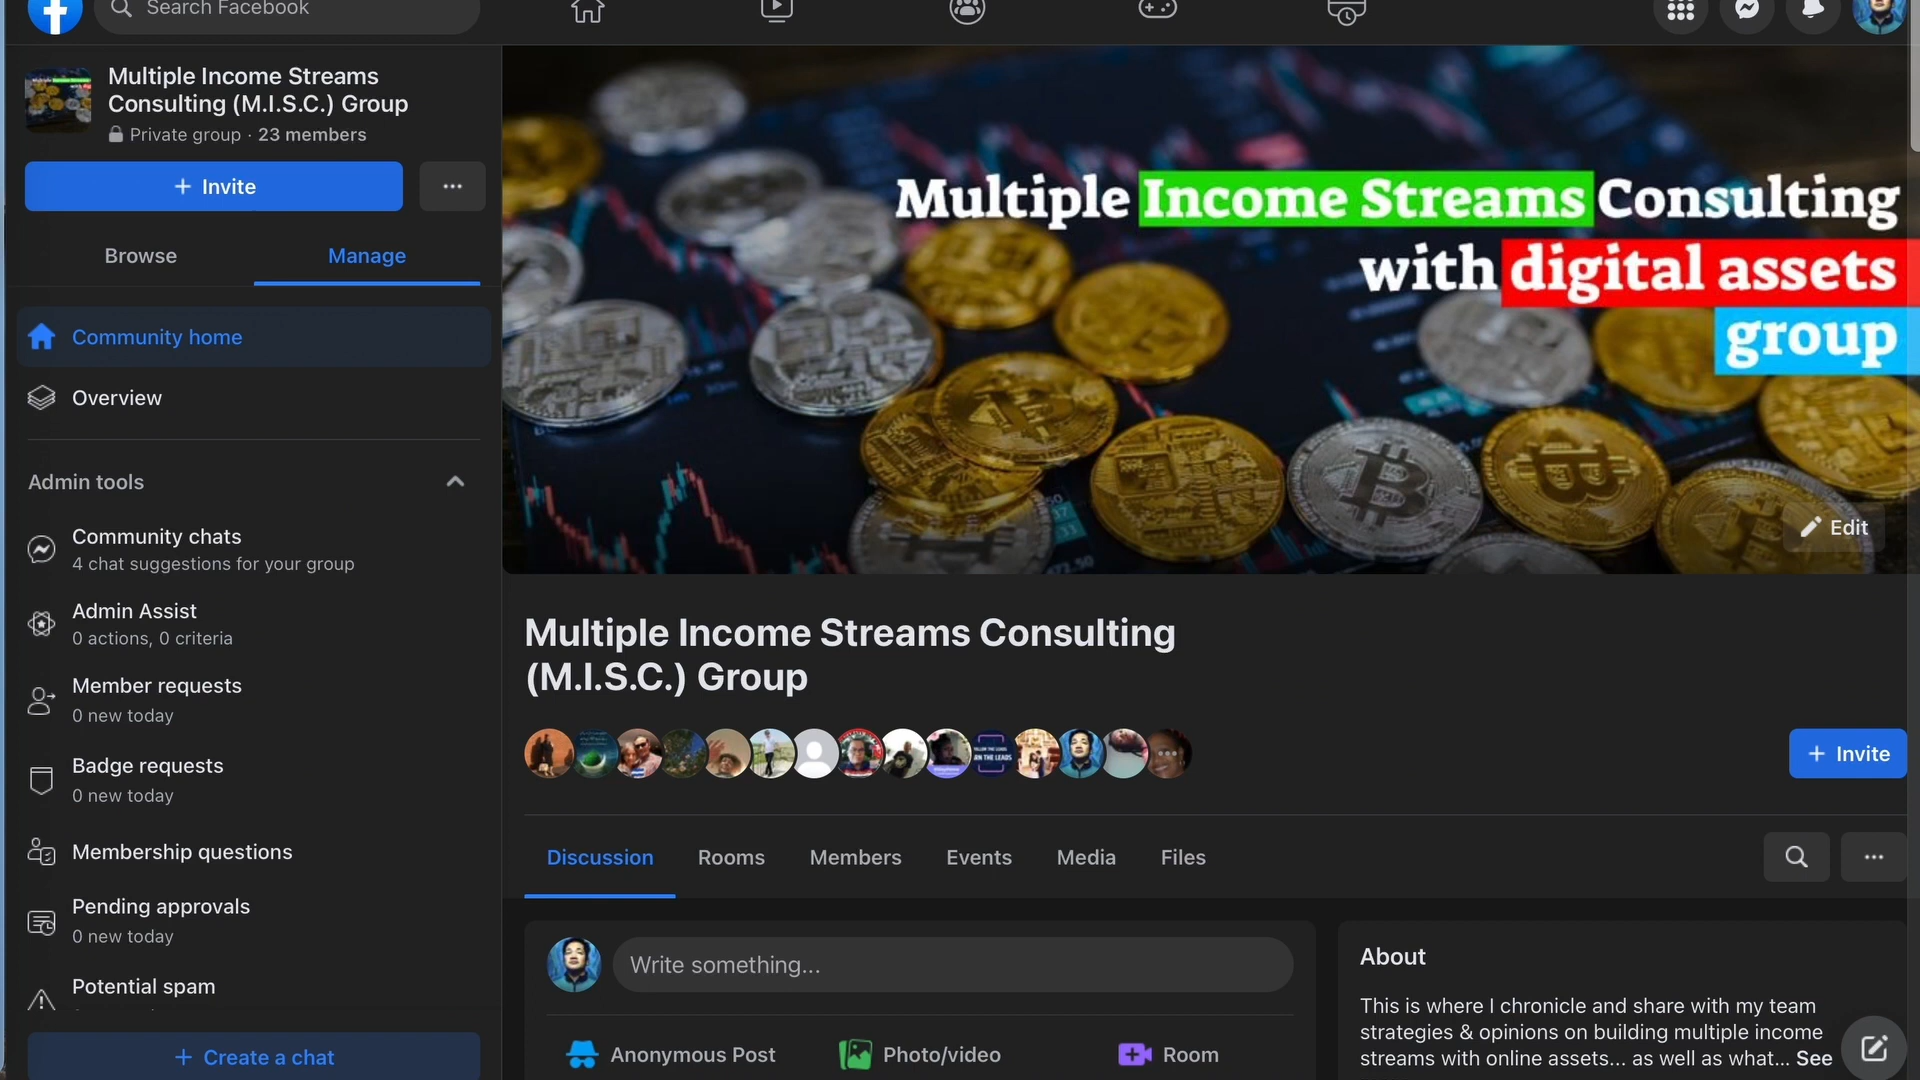 Search Facebook
Multiple Income Streams
Consulting (M.I.S.C.) Group
Private group · 23 members
+ Invite
Browse
Manage
Community home
Overview
Admin tools
Community chats
4 chat suggestions for your group
Admin Assist
0 actions, 0 criteria
Member requests
0 new today
Badge requests
0 new today
Membership questions
Pending approvals
0 new today
Potential spam
+ Create a chat
Multiple Income Streams Consulting
with digital assets
group
Edit
Multiple Income Streams Consulting
(M.I.S.C.) Group
+ Invite
Discussion
Rooms
Members
Events
Media
Files
Write something...
Anonymous Post
Photo/video
Room
About
This is where I chronicle and share with my team
strategies & opinions on building multiple income
streams with online assets... as well as what... See